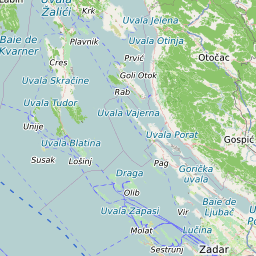 Labin
Uvala
Žalići
Krk
Uvala Jelena
Baie de
Kvarner
Plavnik
Prvić
Uvala Otinja
Otočac
Cres
Uvala Skračine
Goli Otok
Rab
Uvala Tudor
Uvala Vajerna
Unije
Uvala Blatina
Uvala Porat
Gospić
Susak
Lošinj
Pag
Draga
Gorička
uvala
Olib
Uvala Zapasi
Vir
Baie de
Ljubač
Molat
Lučina
Sestrunj
Zadar